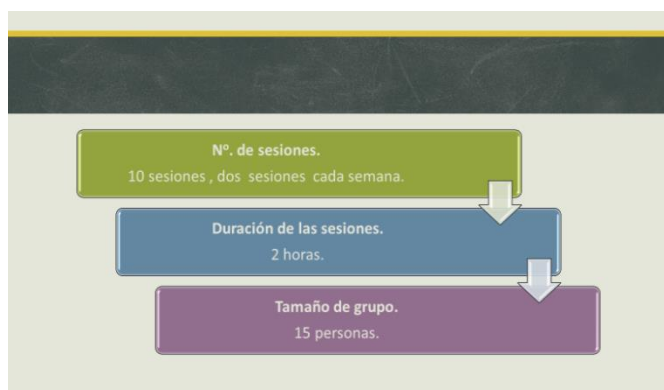 Nº. de sesiones.
10 sesiones , dos sesiones cada semana.
Duración de las sesiones.
2 horas.
Tamaño de grupo.
15 personas.